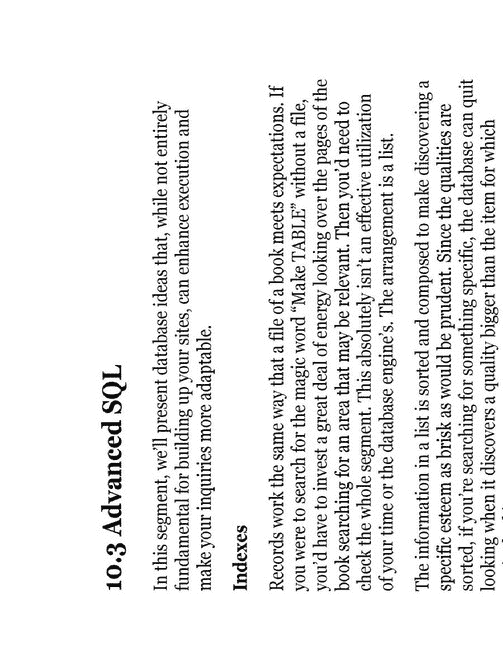 10.3 Advanced SQL
In this segment, we'll present database ideas that, while not entirely
fundamental for building up your sites, can enhance execution and
make your inquiries more adaptable.
Indexes
Records work the same way that a file of a book meets expectations. If
you were to search for the magic word “Make TABLE” without a file,
you'd have to invest a great deal of energy looking over the pages of the
book searching for an area that may be relevant. Then you'd need to
check the whole segment. This absolutely isn't an effective utilization
of your time or the database engine's. The arrangement is a list.
The information in a list is sorted and composed to make discovering a
specific esteem as brisk as would be prudent. Since the qualities are
sorted, if you're searching for something specific, the database can quit
looking when it discovers a quality bigger than the item for which